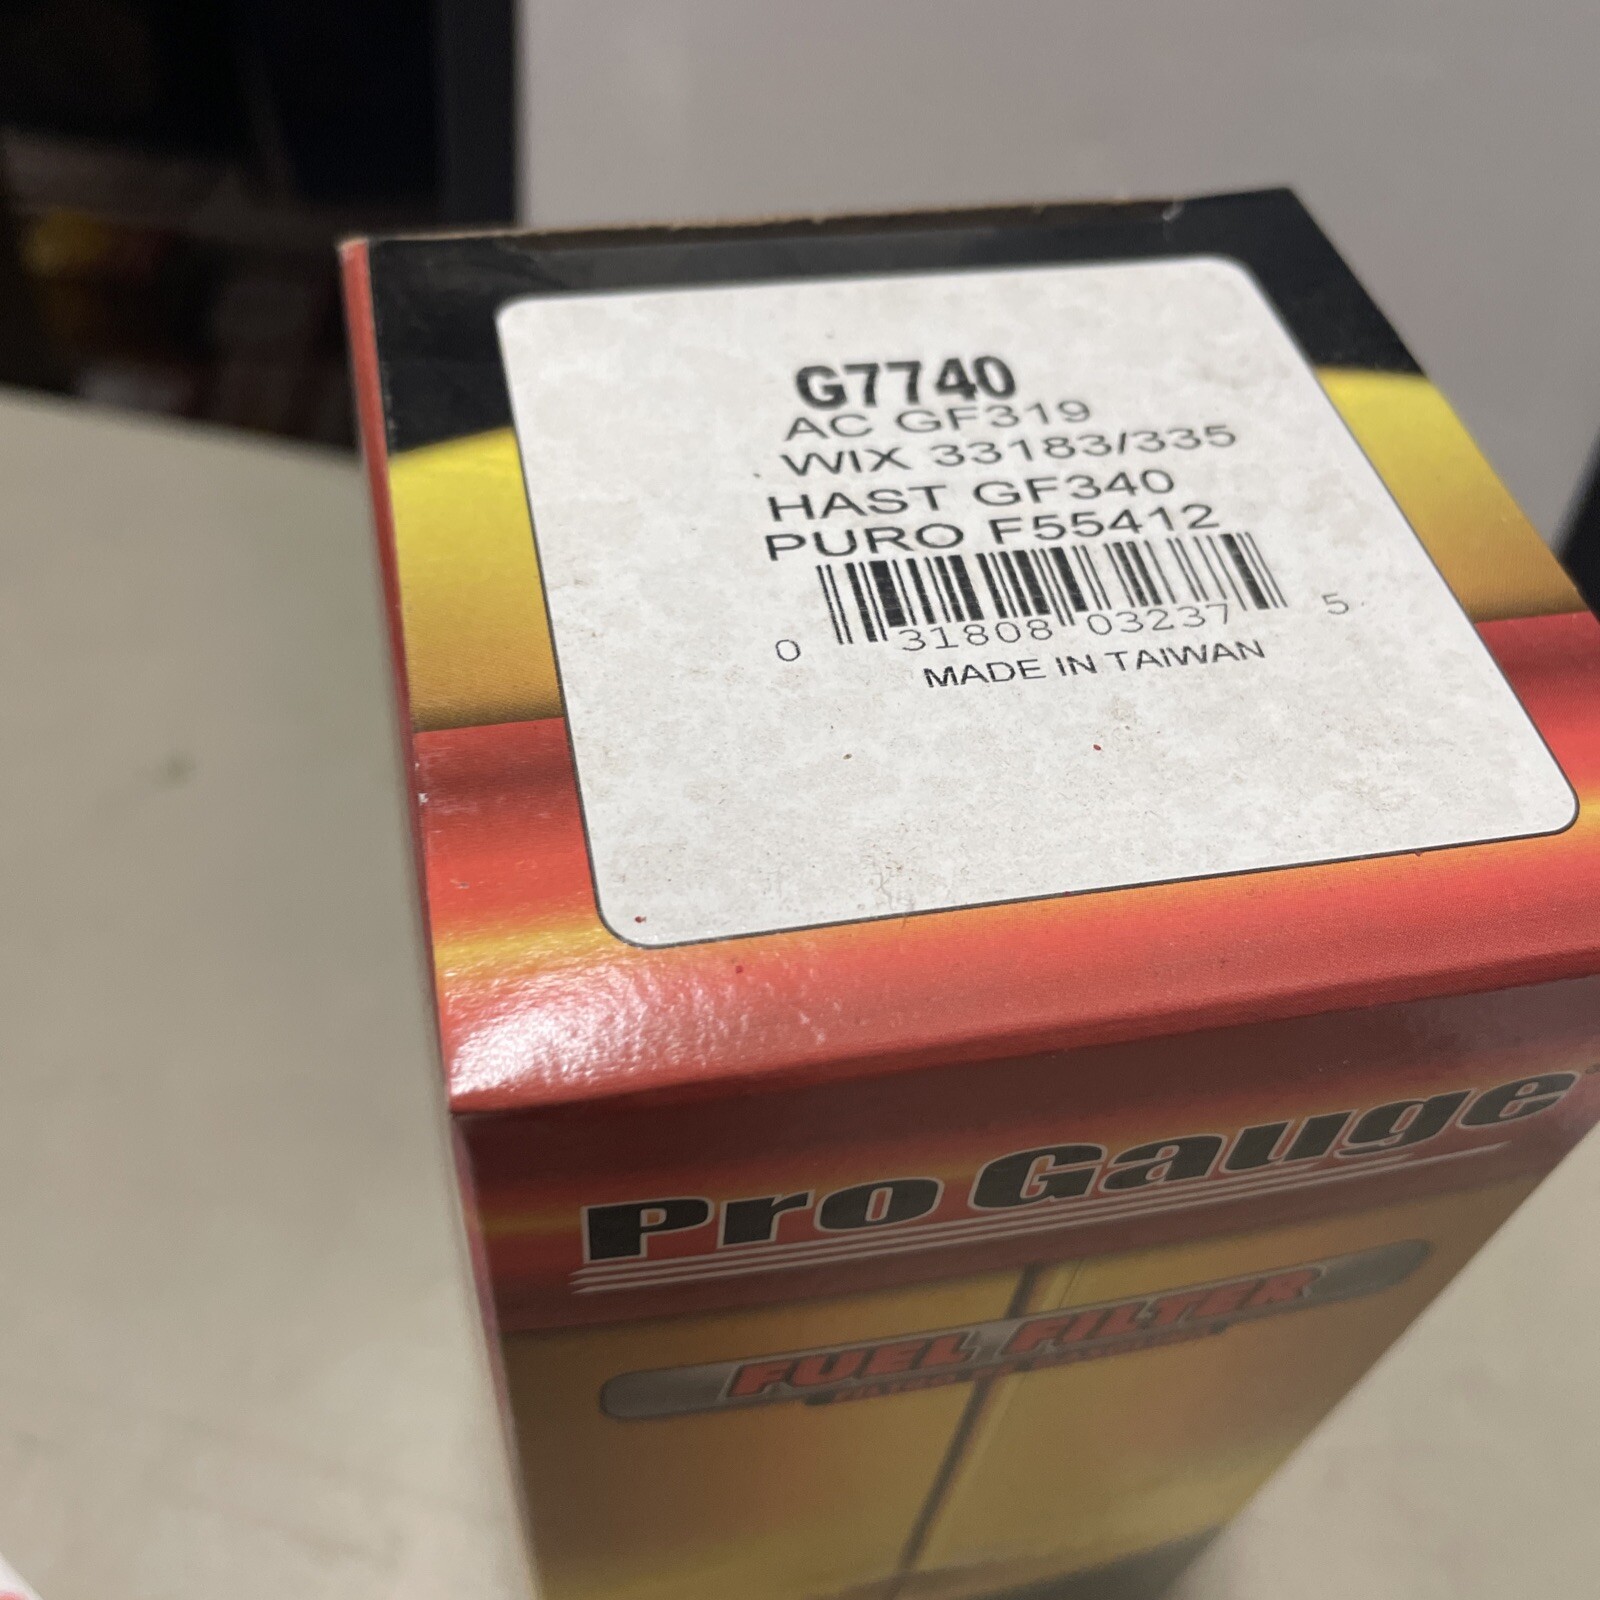 G7740
AC GF319
WIX 33183/335
HAST GF340
PURO F55412
0 31808 03237 5
MADE IN TAIWAN
Pro Gauge
FUEL FILTER